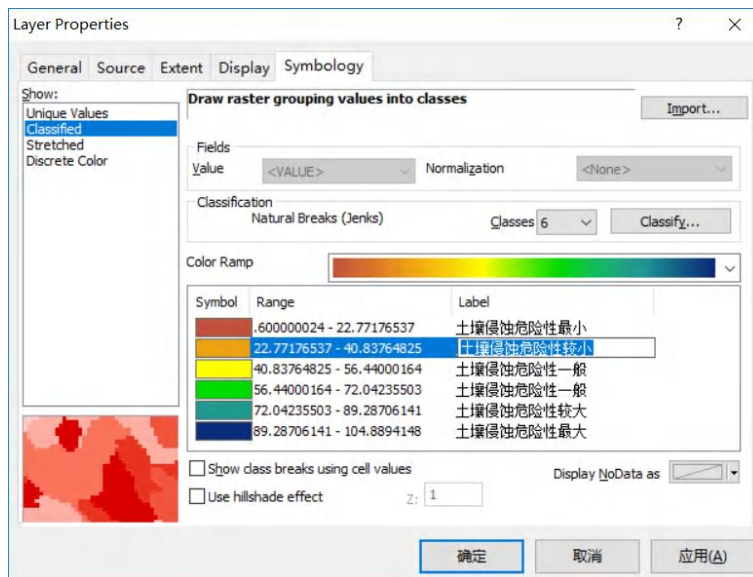 Layer Properties ? ×
General Source Extent Display Symbology
Show:
Unique Values
Classified
Stretched
Discrete Color
Draw raster grouping values into classes
Import...
Fields
Value <VALUE> Normalization <None>
Classification
Natural Breaks (Jenks) Classes 6 Classify...
Color Ramp
Symbol Range Label
.600000024 - 22.77176537 土壤侵蚀危险性最小
22.77176537 - 40.83764825 土壤侵蚀危险性较小
40.83764825 - 56.44000164 土壤侵蚀危险性一般
56.44000164 - 72.04235503 土壤侵蚀危险性一般
72.04235503 - 89.28706141 土壤侵蚀危险性较大
89.28706141 - 104.8894148 土壤侵蚀危险性最大
Show class breaks using cell values
Display NoData as
Use hillshade effect Z: 1
确定 取消 应用(A)